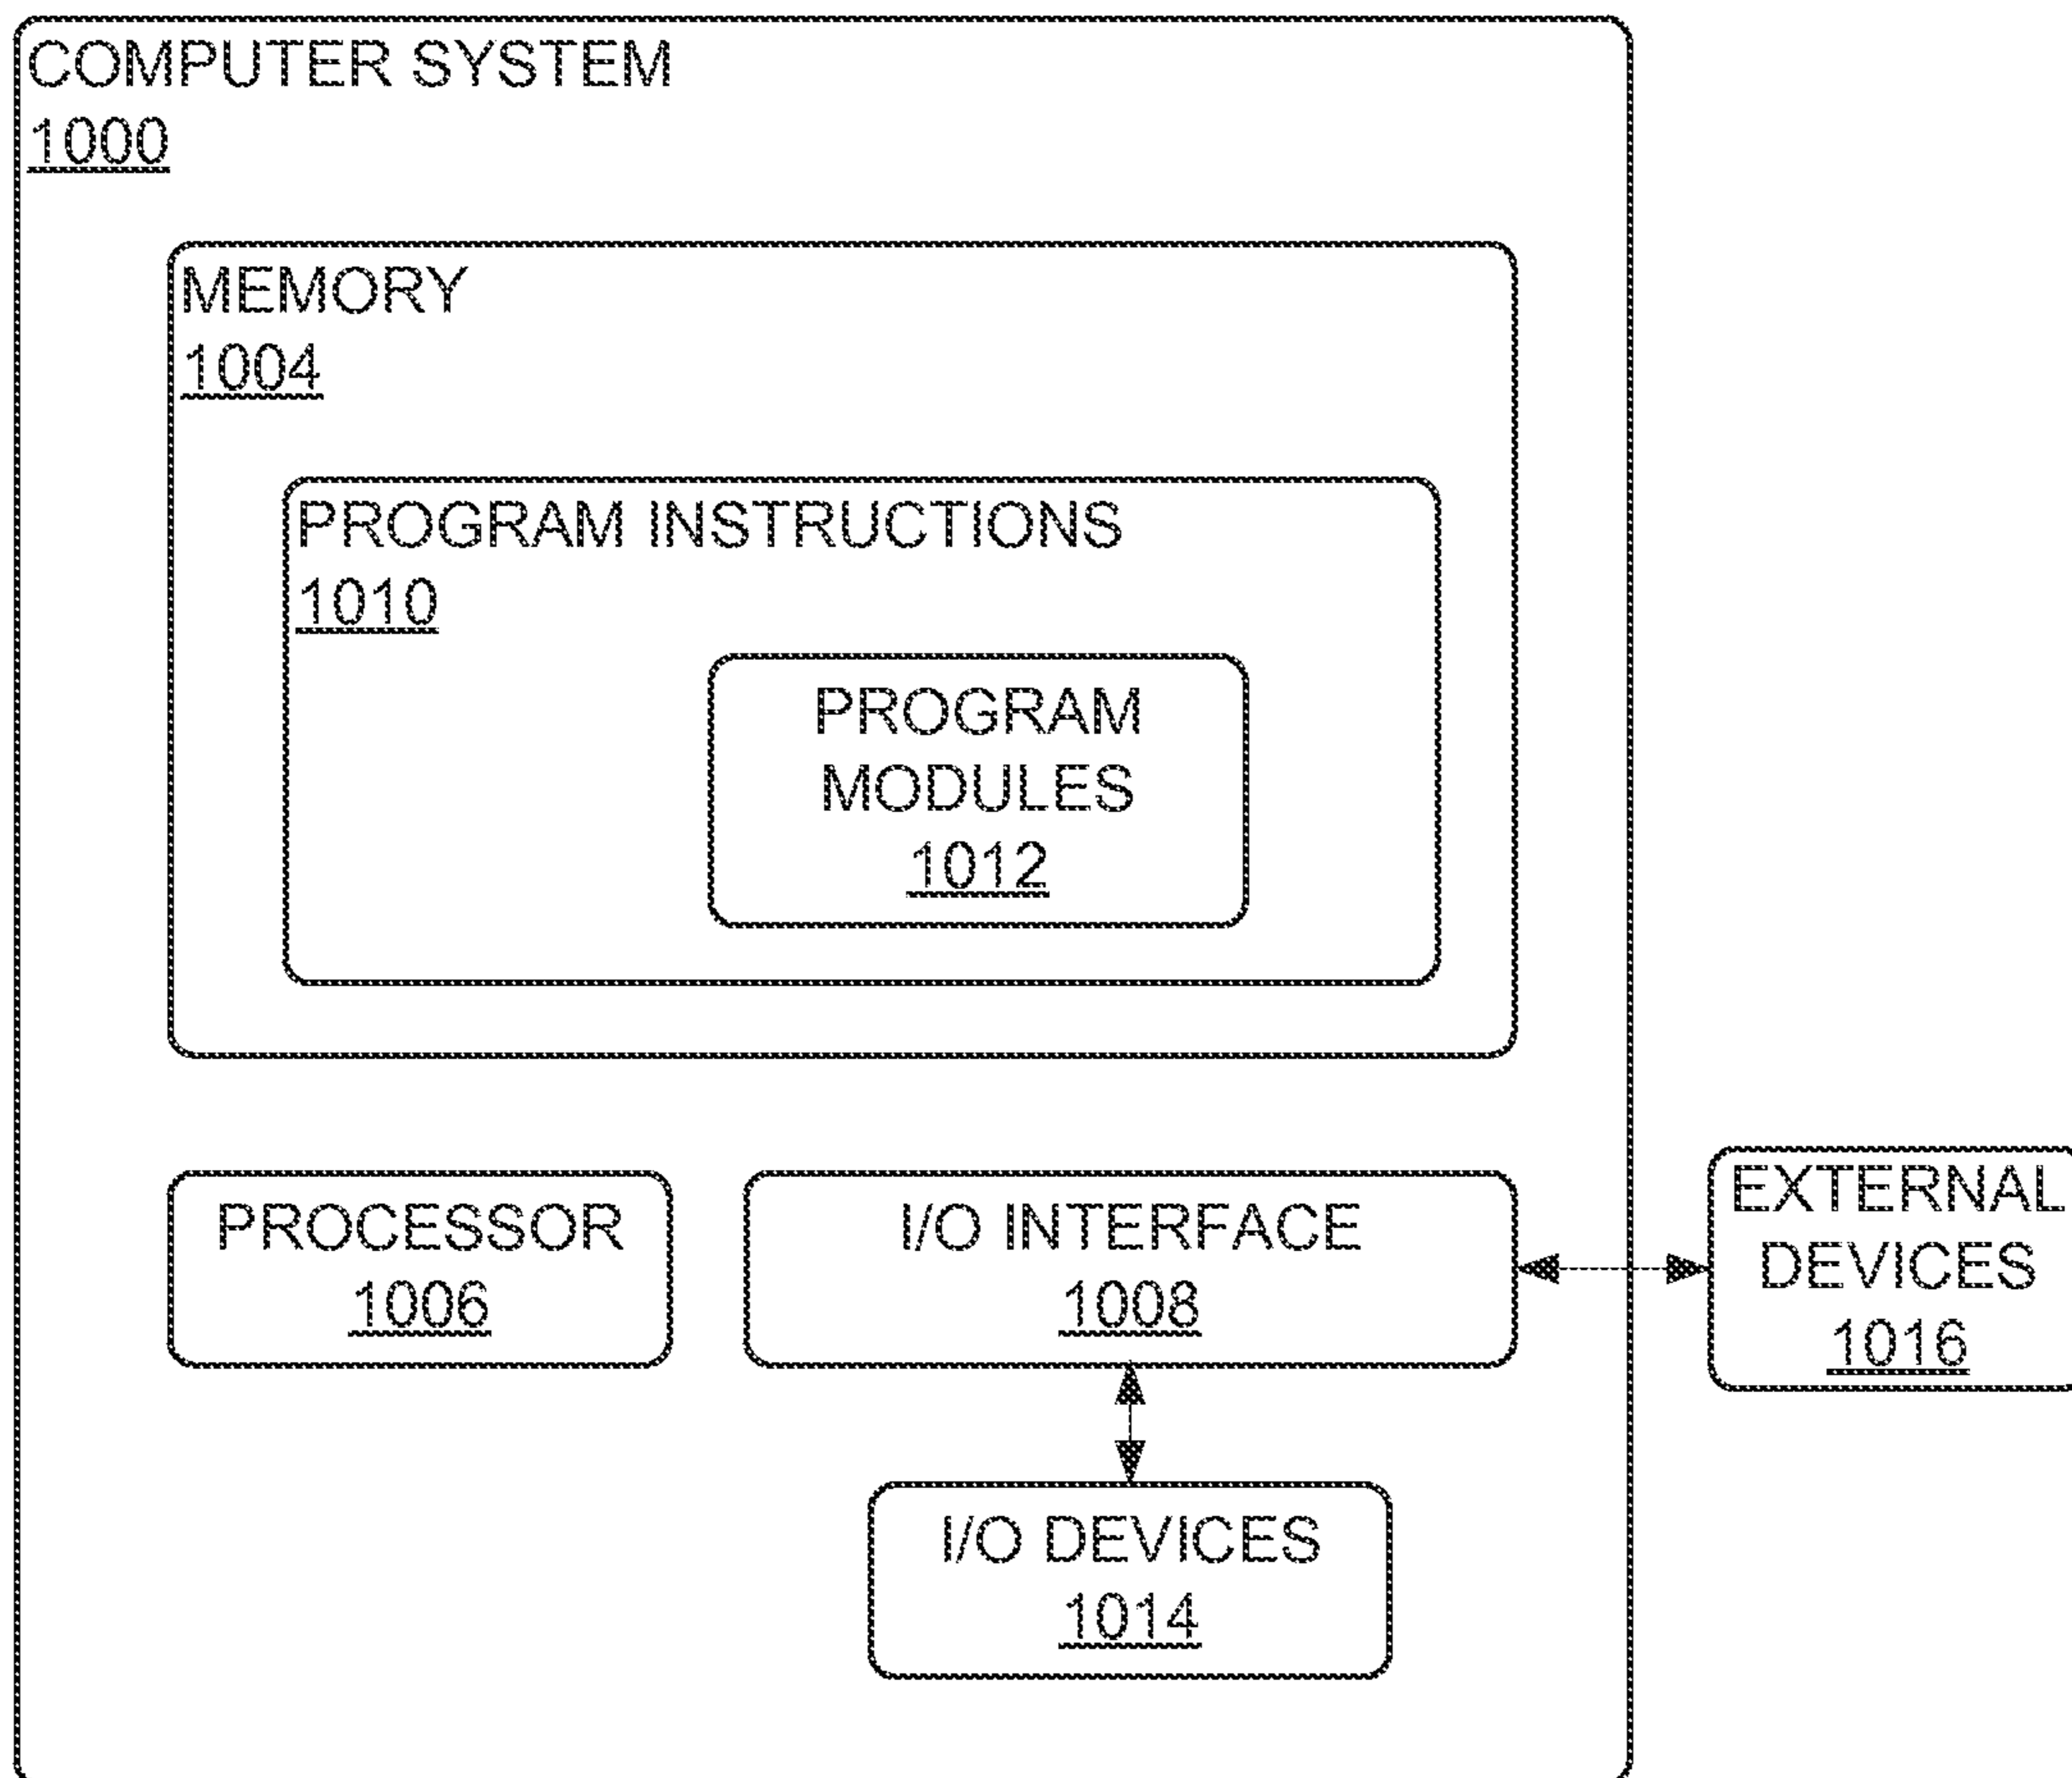 COMPUTER SYSTEM
1000
MEMORY
1004
PROGRAM INSTRUCTIONS
1010
PROGRAM
MODULES
1012
PROCESSOR
1006
I/O INTERFACE
1008
EXTERNAL
DEVICES
1016
I/O DEVICES
1014